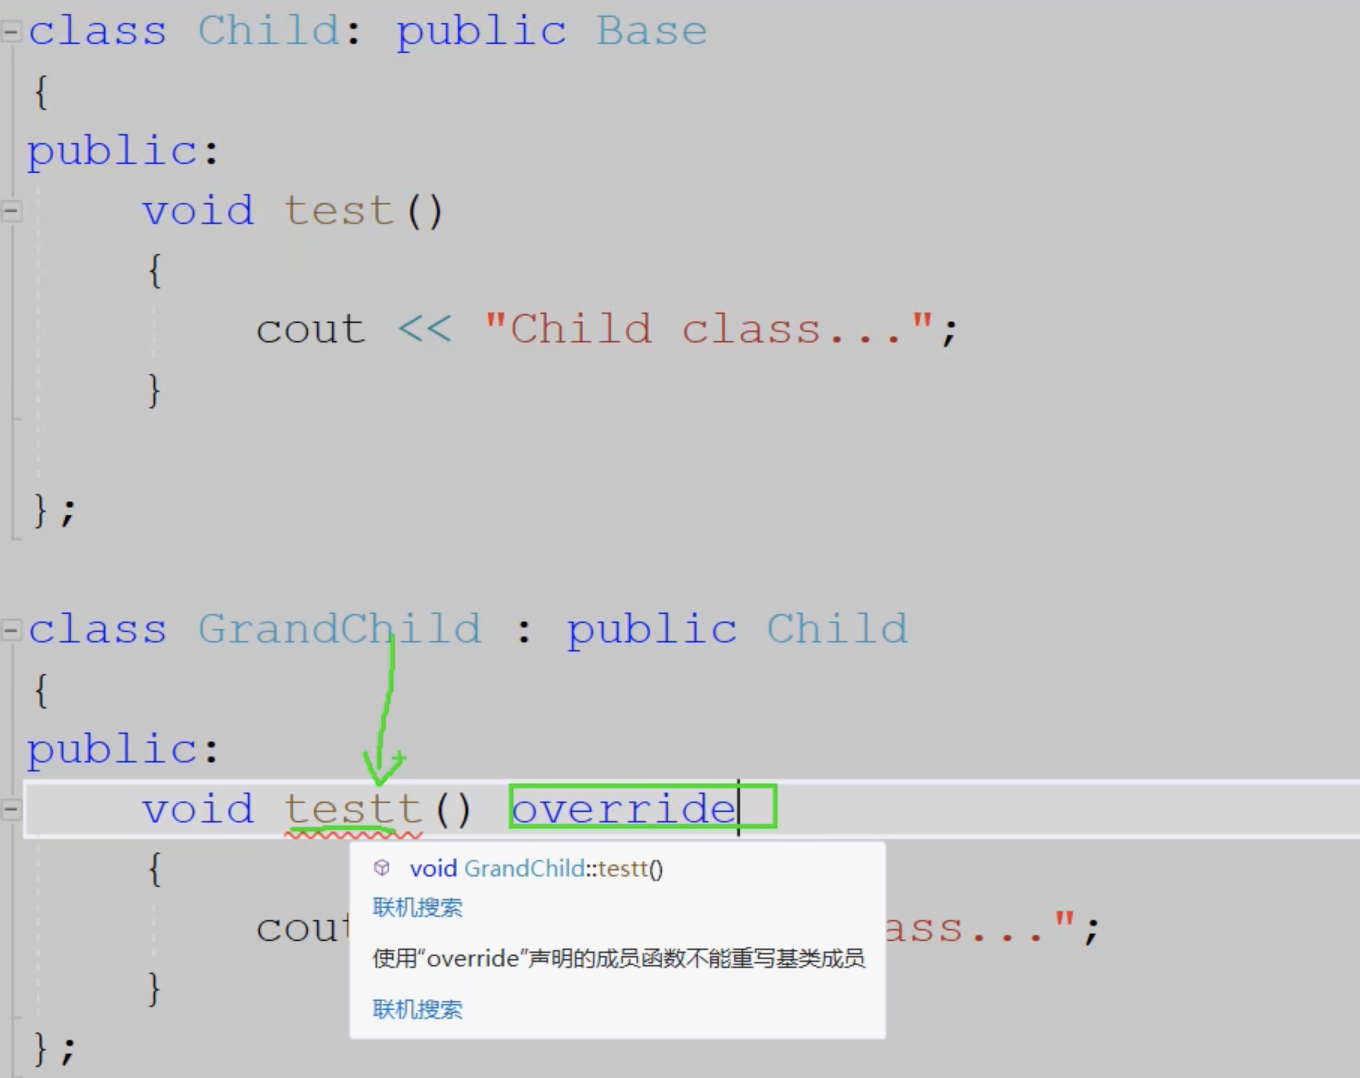 class Child: public Base
{
public:
void test()
{
cout << "Child class...";
}
};
class GrandChild : public Child
{
public:
void testt() override
{
void GrandChild::testt()
联机搜索
cout ass...";
使用“override”声明的成员函数不能重写基类成员
}
联机搜索
};